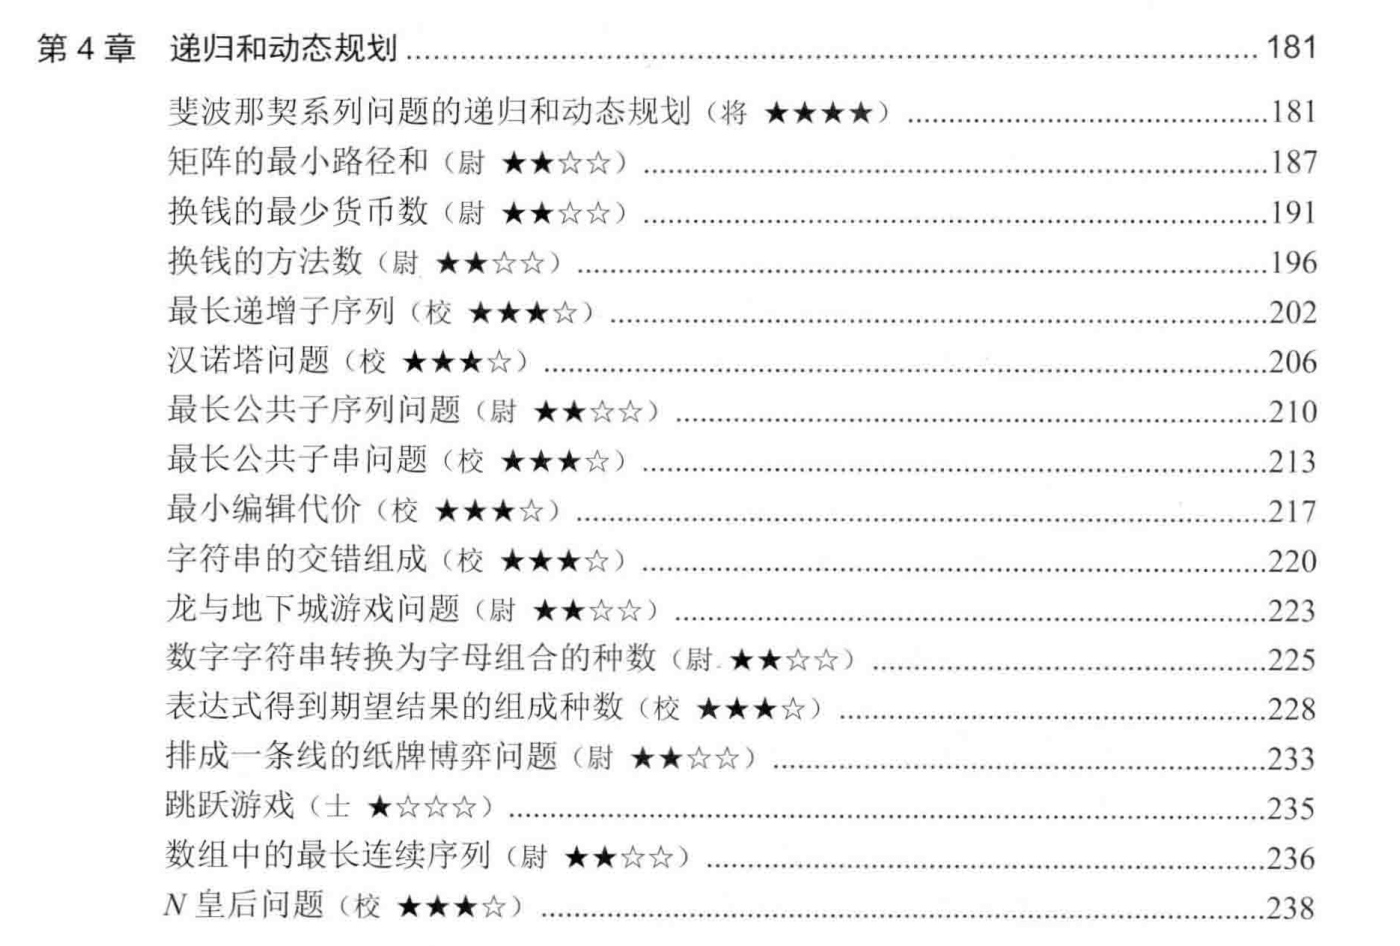 第 4 章 递归和动态规划 181
斐波那契系列问题的递归和动态规划（将 ★★★★） 181
矩阵的最小路径和（尉 ★★☆☆） 187
换钱的最少货币数（尉 ★★☆☆） 191
换钱的方法数（尉 ★★☆☆） 196
最长递增子序列（校 ★★★☆） 202
汉诺塔问题（校 ★★★☆） 206
最长公共子序列问题（尉 ★★☆☆） 210
最长公共子串问题（校 ★★★☆） 213
最小编辑代价（校 ★★★☆） 217
字符串的交错组成（校 ★★★☆） 220
龙与地下城游戏问题（尉 ★★☆☆） 223
数字字符串转换为字母组合的种数（尉 ★★☆☆） 225
表达式得到期望结果的组成种数（校 ★★★☆） 228
排成一条线的纸牌博弈问题（尉 ★★☆☆） 233
跳跃游戏（士 ★☆☆☆） 235
数组中的最长连续序列（尉 ★★☆☆） 236
N 皇后问题（校 ★★★☆） 238